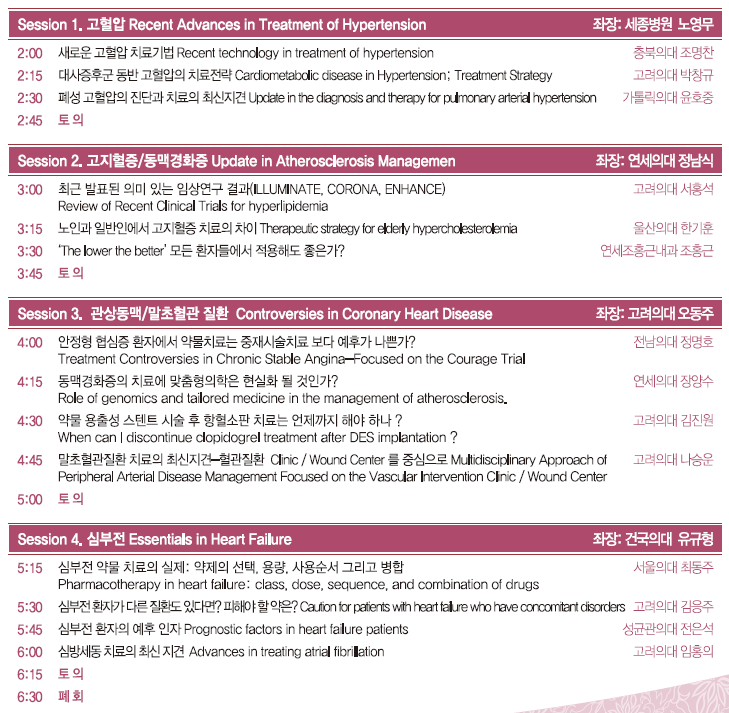 Session 1. 고혈압 Recent Advances in Treatment of Hypertension 좌장: 세종병원 노영무
2:00 새로운 고혈압 치료기법 Recent technology in treatment of hypertension 충북의대 조명찬
2:15 대사증후군 동반 고혈압의 치료전략 Cardiometabolic disease in Hypertension; Treatment Strategy 고려의대 박창규
2:30 폐성 고혈압의 진단과 치료의 최신지견 Update in the diagnosis and therapy for pulmonary arterial hypertension 가톨릭의대 윤호중
2:45 토 의
Session 2. 고지혈증/동맥경화증 Update in Atherosclerosis Managemen 좌장: 연세의대 정남식
3:00 최근 발표된 의미 있는 임상연구 결과(ILLUMINATE, CORONA, ENHANCE) 고려의대 서홍석
Review of Recent Clinical Trials for hyperlipidemia
3:15 노인과 일반인에서 고지혈증 치료의 차이 Therapeutic strategy for elderly hypercholesterolemia 울산의대 한기훈
3:30 ‘The lower the better’ 모든 환자들에서 적용해도 좋은가? 연세조홍근내과 조홍근
3:45 토 의
Session 3. 관상동맥/말초혈관 질환 Controversies in Coronary Heart Disease 좌장: 고려의대 오동주
4:00 안정형 협심증 환자에서 약물치료는 중재시술치료 보다 예후가 나쁜가? 전남의대 정명호
Treatment Controversies in Chronic Stable Angina—Focused on the Courage Trial
4:15 동맥경화증의 치료에 맞춤형의학은 현실화 될 것인가? 연세의대 장양수
Role of genomics and tailored medicine in the management of atherosclerosis.
4:30 약물 용출성 스텐트 시술 후 항혈소판 치료는 언제까지 해야 하나 ? 고려의대 김진원
When can I discontinue clopidogrel treatment after DES implantation ?
4:45 말초혈관질환 치료의 최신지견—혈관질환 Clinic / Wound Center 를 중심으로 Multidisciplinary Approach of 고려의대 나승운
Peripheral Arterial Disease Management Focused on the Vascular Intervention Clinic / Wound Center
5:00 토 의
Session 4. 심부전 Essentials in Heart Failure 좌장: 건국의대 유규형
5:15 심부전 약물 치료의 실제: 약제의 선택, 용량, 사용순서 그리고 병합 서울의대 최동주
Pharmacotherapy in heart failure: class, dose, sequence, and combination of drugs
5:30 심부전 환자가 다른 질환도 있다면? 피해야 할 약은? Caution for patients with heart failure who have concomitant disorders 고려의대 김응주
5:45 심부전 환자의 예후 인자 Prognostic factors in heart failure patients 성균관의대 전은석
6:00 심방세동 치료의 최신 지견 Advances in treating atrial fibrillation 고려의대 임홍의
6:15 토 의
6:30 폐 회